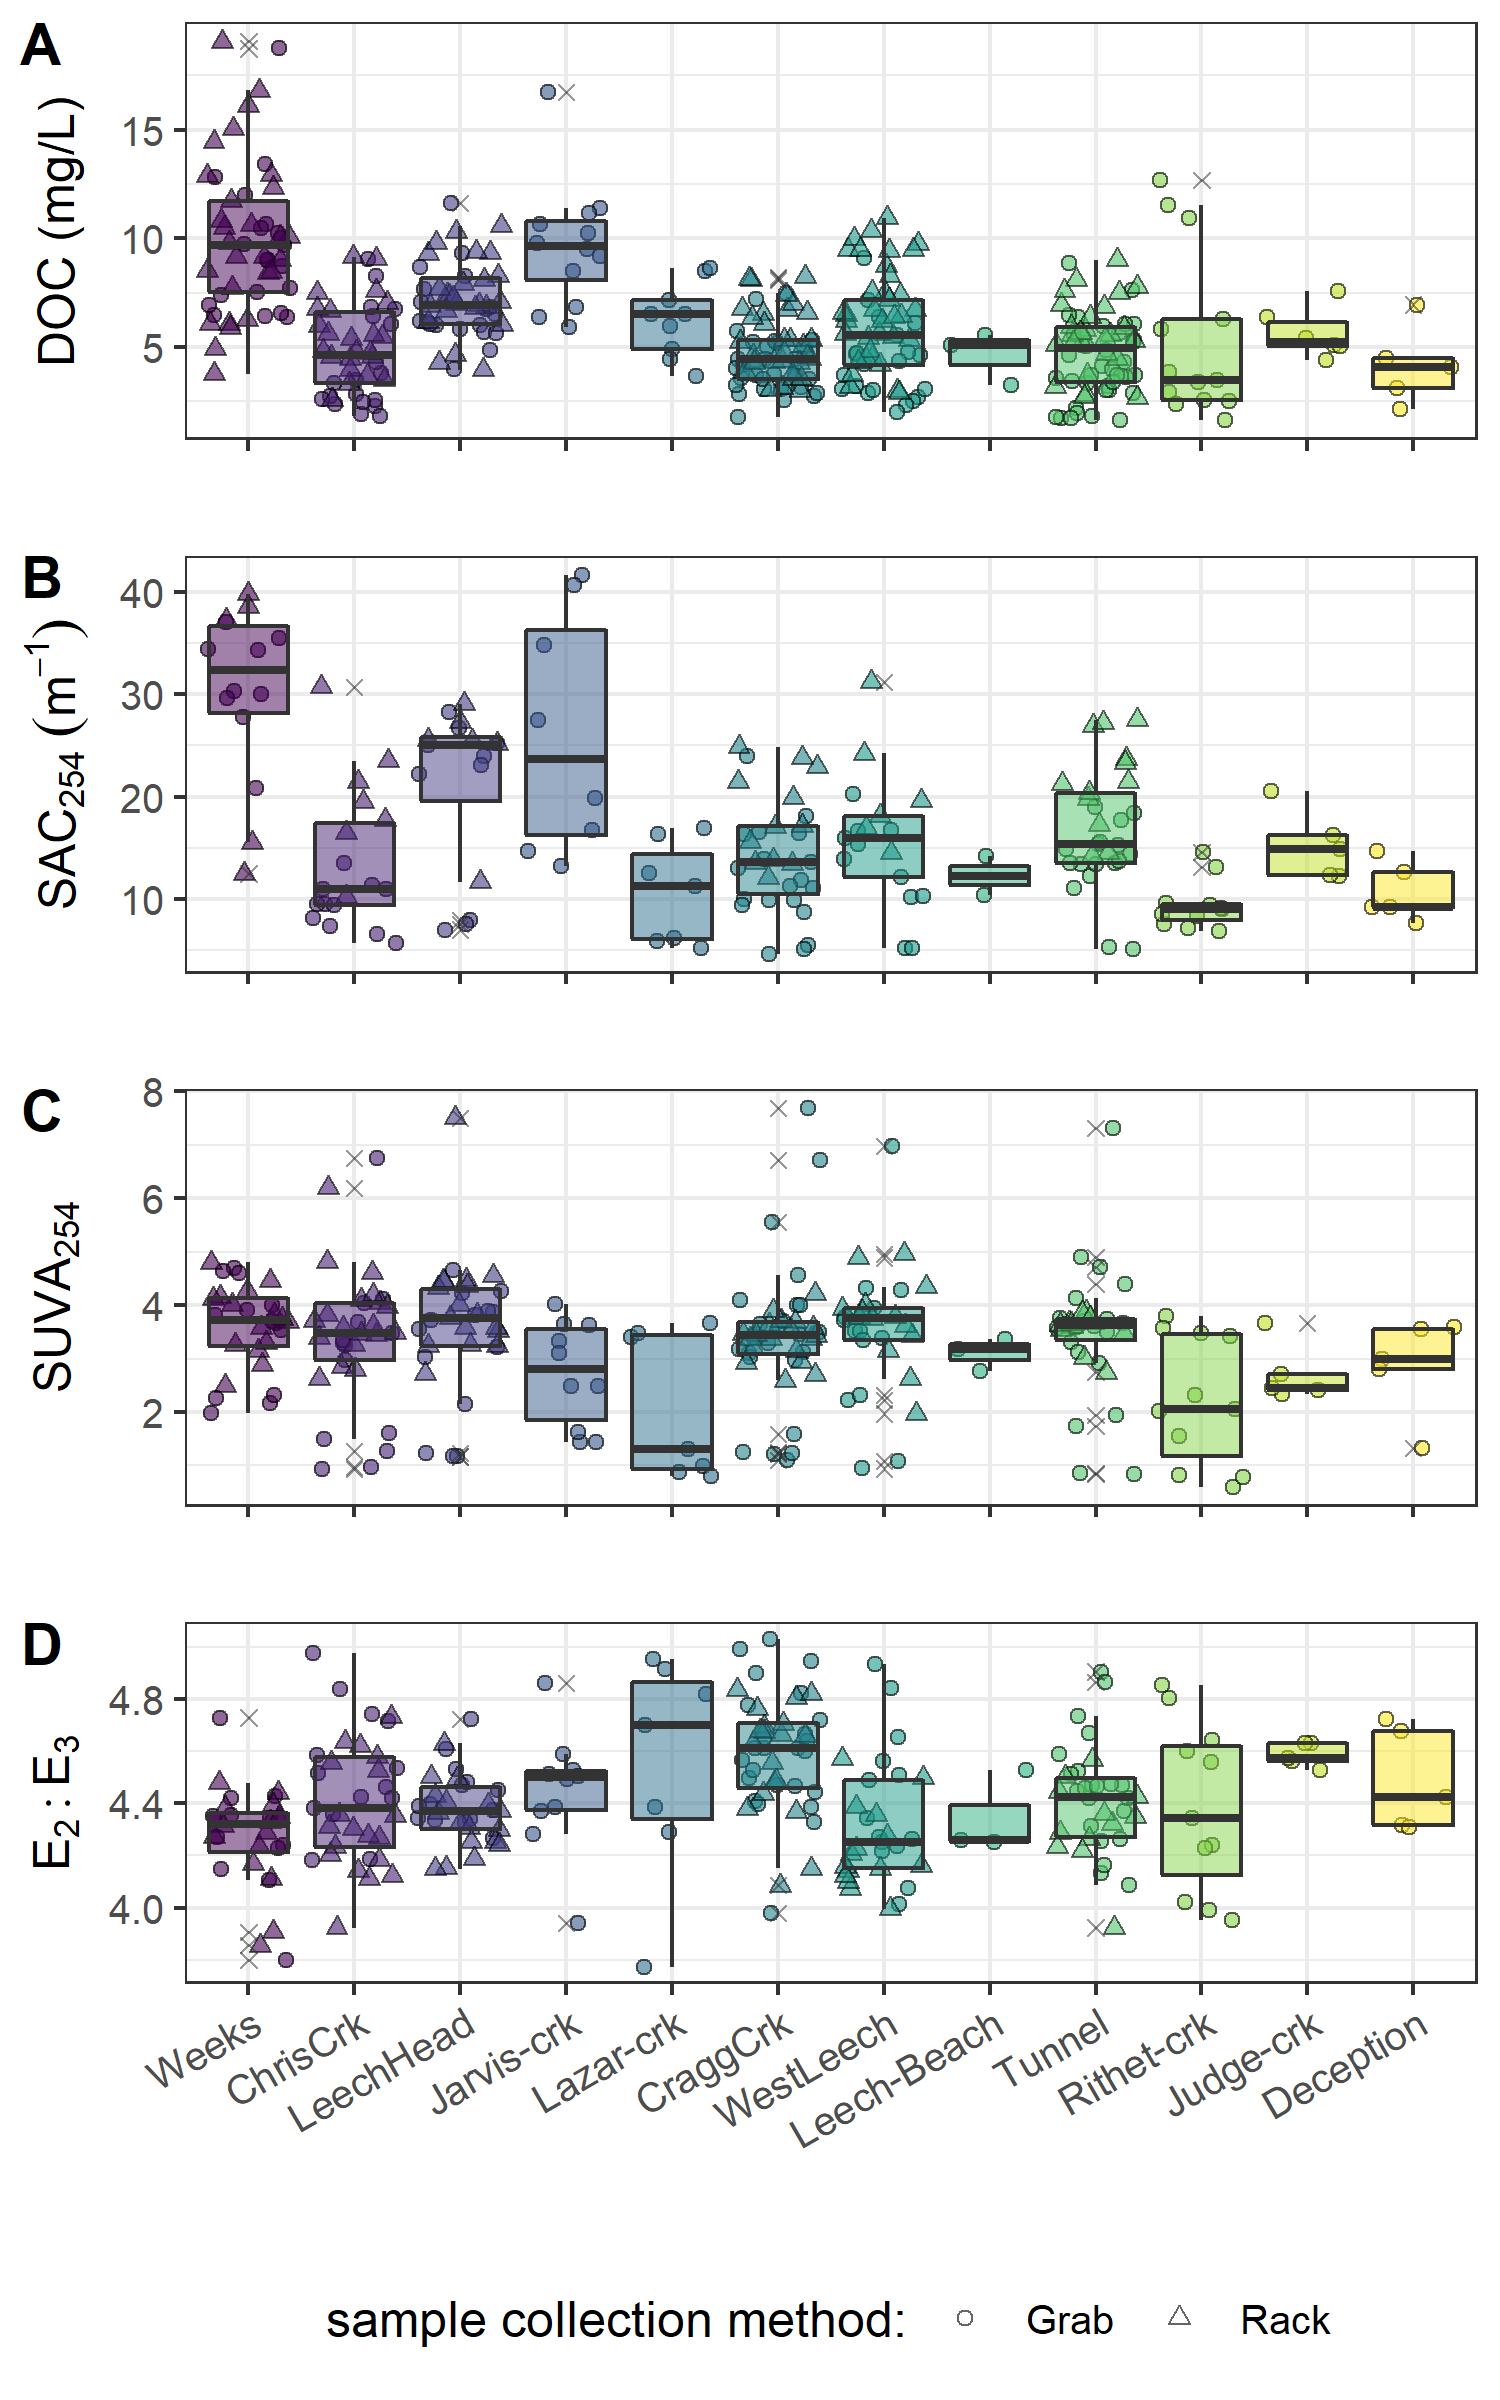 A
DOC (mg/L)
15
10
5
B
SAC₂₅₄ (m⁻¹)
40
30
20
10
C
SUVA₂₅₄
8
6
4
2
D
E₂ : E₃
4.8
4.4
4.0
Weeks
ChrisCrk
LeechHead
Jarvis-crk
Lazar-crk
CraggCrk
WestLeech
Leech-Beach
Tunnel
Rithet-crk
Judge-crk
Deception
sample collection method: Grab Rack